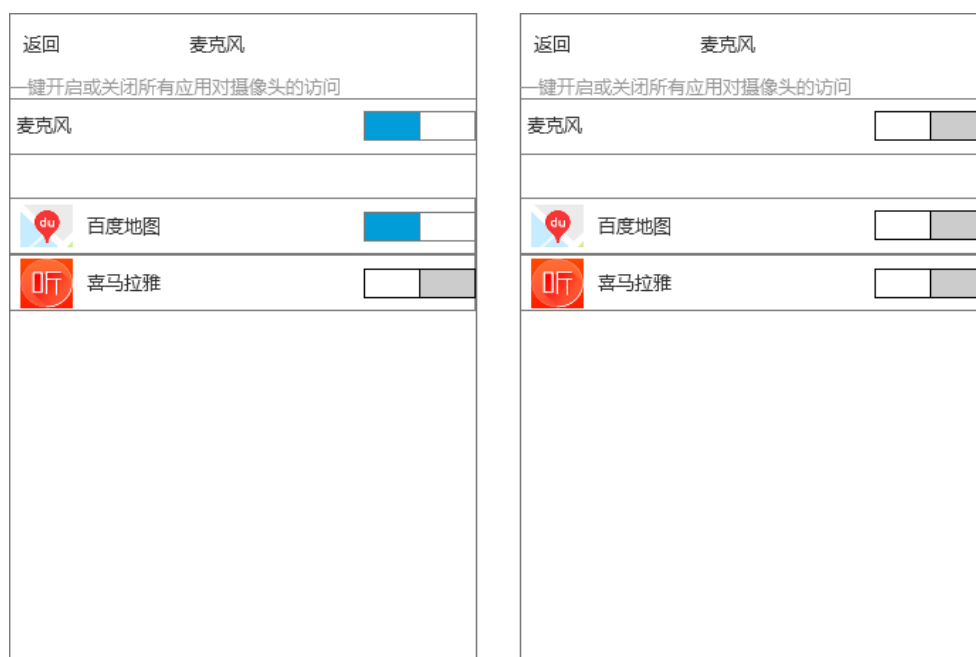 返回 麦克风
一键开启或关闭所有应用对摄像头的访问
麦克风
du 百度地图
听 喜马拉雅
返回 麦克风
一键开启或关闭所有应用对摄像头的访问
麦克风
du 百度地图
听 喜马拉雅